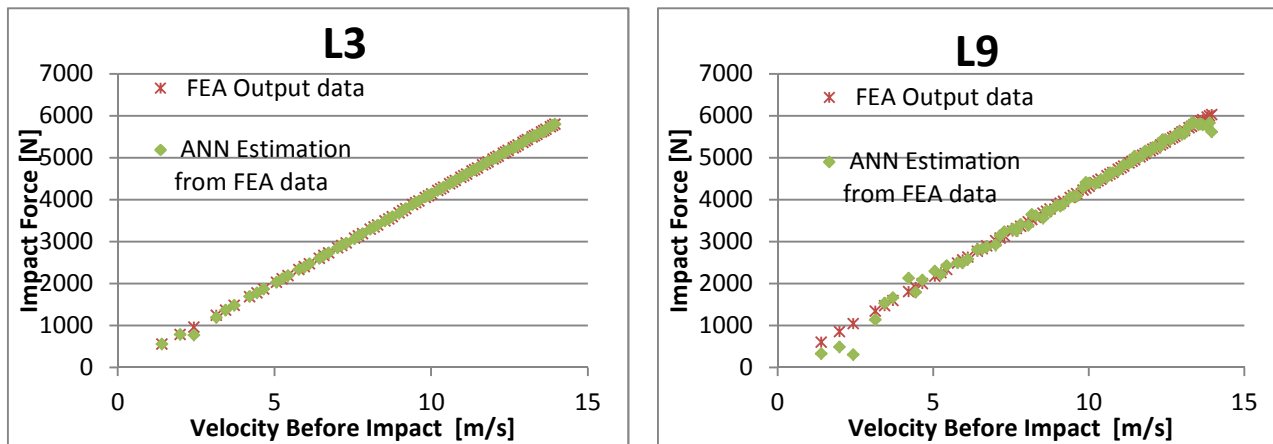 L3
7000
6000
5000
4000
3000
2000
1000
0
Impact Force [N]
FEA Output data
ANN Estimation
from FEA data
0 5 10 15
Velocity Before Impact [m/s]
L9
7000
6000
5000
4000
3000
2000
1000
0
Impact Force [N]
FEA Output data
ANN Estimation
from FEA data
0 5 10 15
Velocity Before Impact [m/s]